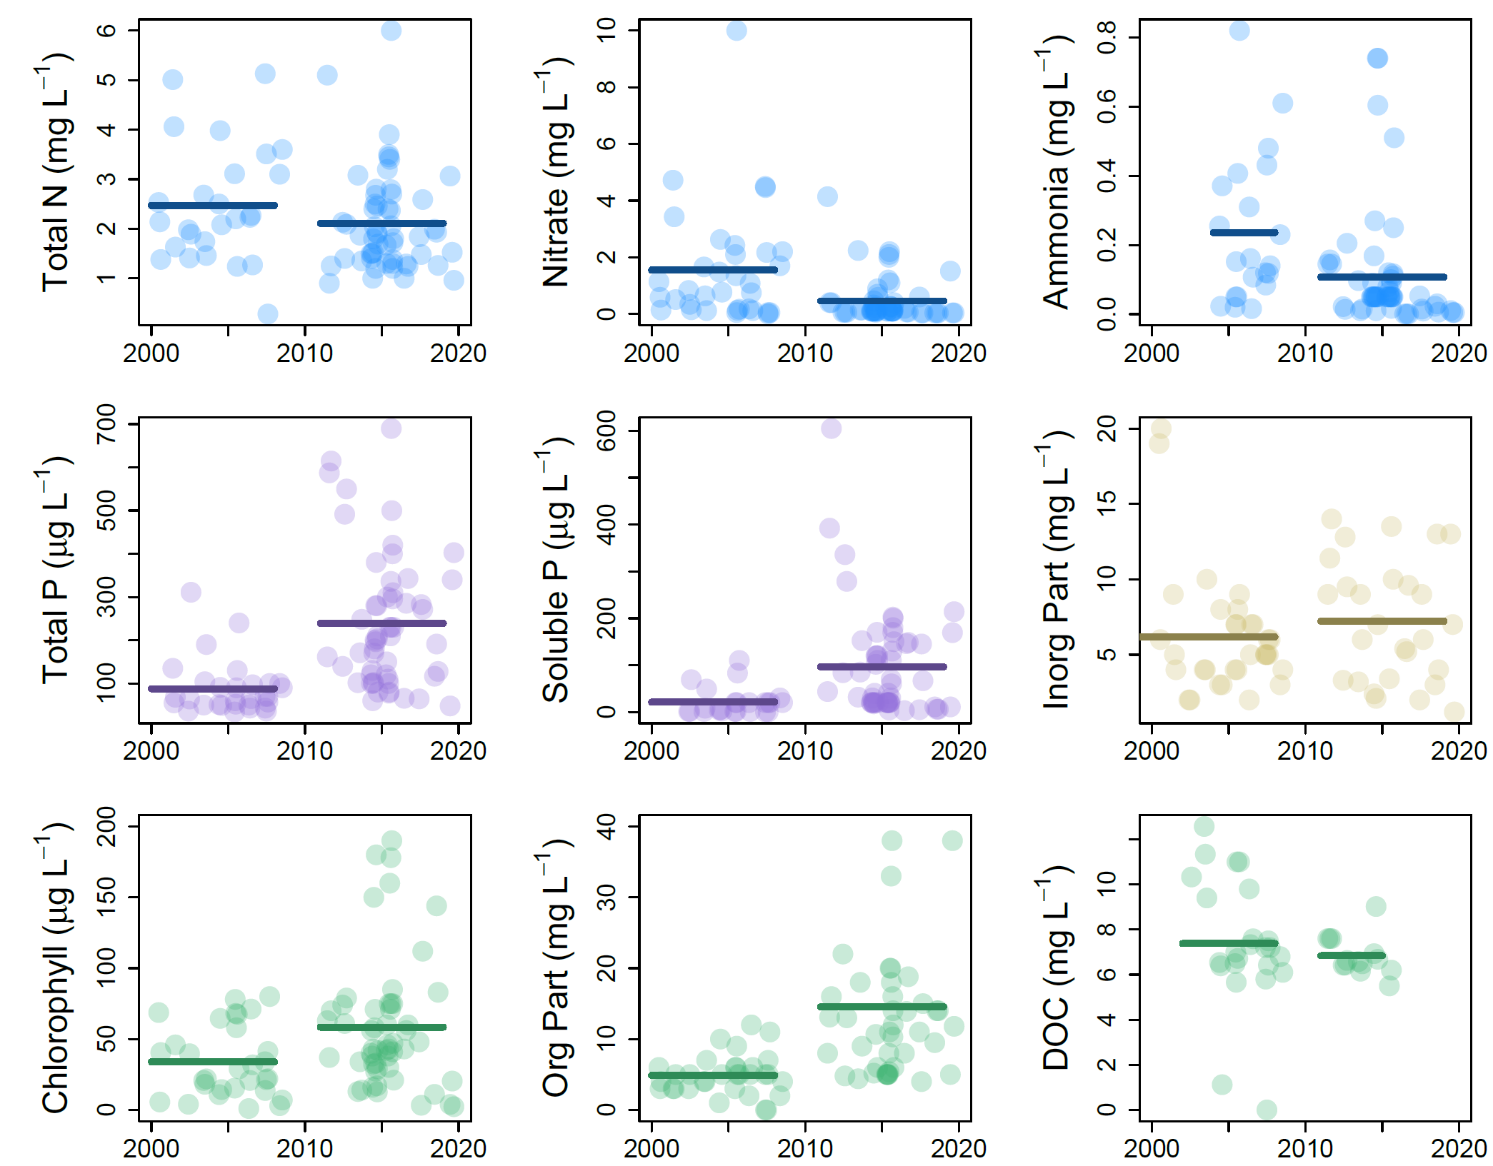 Total N (mg L⁻¹)
1 2 3 4 5 6
2000 2010 2020
Nitrate (mg L⁻¹)
0 2 4 6 8 10
2000 2010 2020
Ammonia (mg L⁻¹)
0.0 0.2 0.4 0.6 0.8
2000 2010 2020
Total P (μg L⁻¹)
100 300 500 700
2000 2010 2020
Soluble P (μg L⁻¹)
0 200 400 600
2000 2010 2020
Inorg Part (mg L⁻¹)
5 10 15 20
2000 2010 2020
Chlorophyll (μg L⁻¹)
0 50 100 150 200
2000 2010 2020
Org Part (mg L⁻¹)
0 10 20 30 40
2000 2010 2020
DOC (mg L⁻¹)
0 2 4 6 8 10
2000 2010 2020